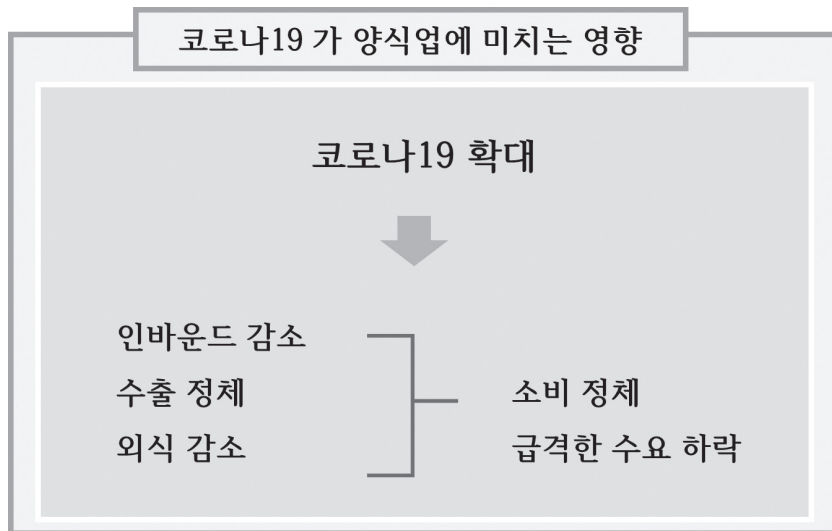 코로나19 가 양식업에 미치는 영향
코로나19 확대
인바운드 감소
수출 정체
외식 감소
소비 정체
급격한 수요 하락